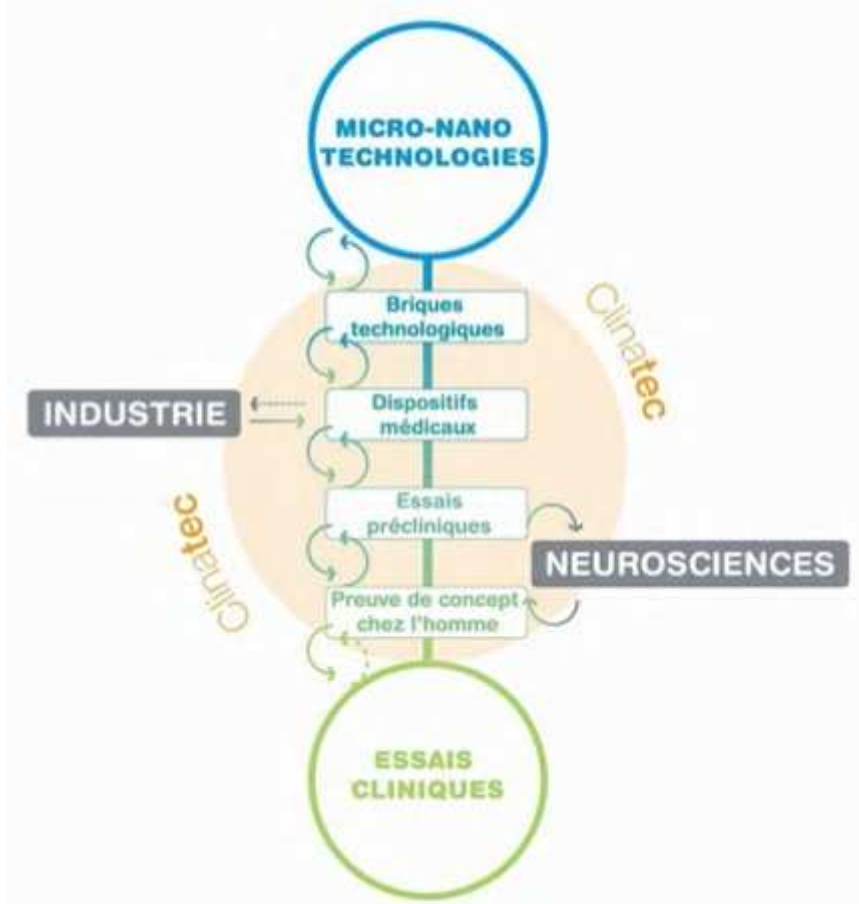 MICRO-NANO
TECHNOLOGIES
Briques
technologiques
Clinatec
INDUSTRIE
Dispositifs
médicaux
Essais
précliniques
Clinatec
NEUROSCIENCES
Preuve de concept
chez l'homme
ESSAIS
CLINIQUES